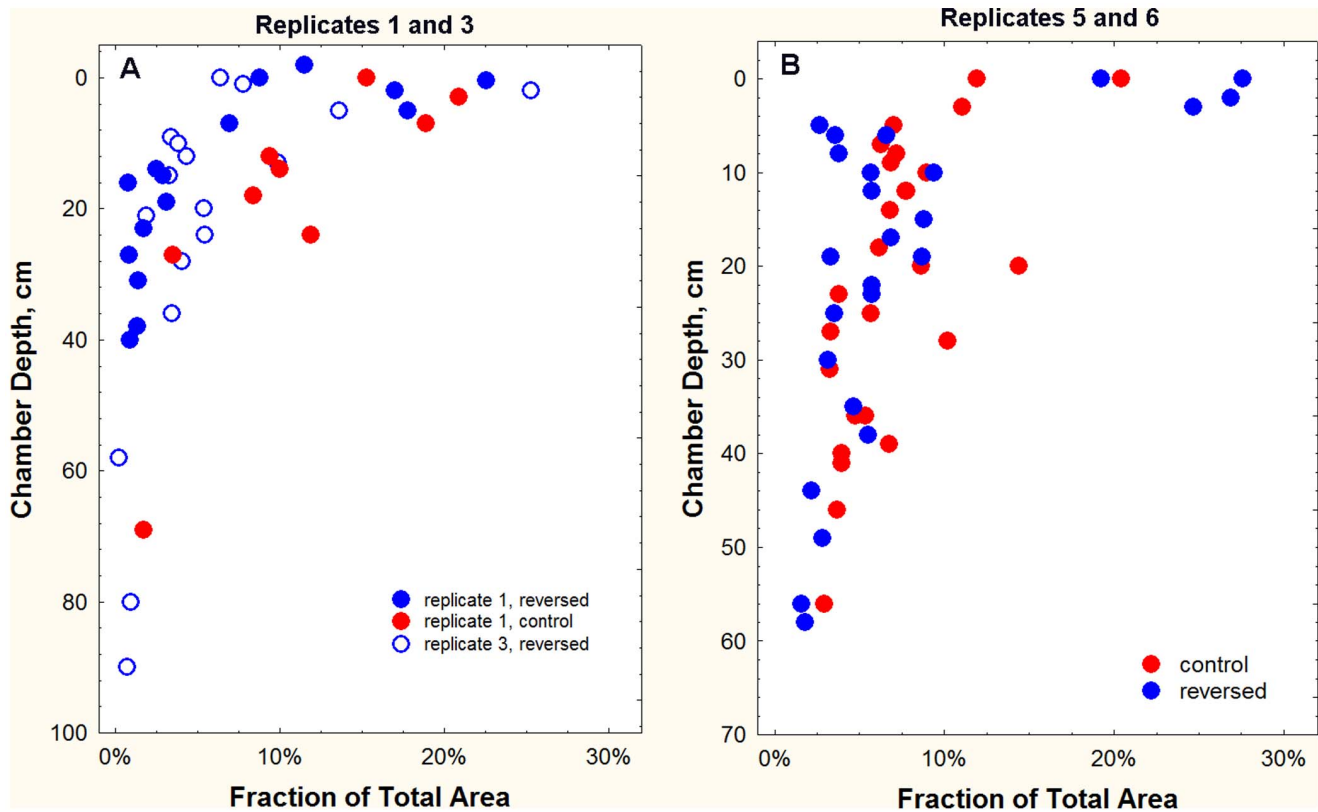 Replicates 1 and 3
A
0
20
40
60
80
100
Chamber Depth, cm
replicate 1, reversed
replicate 1, control
replicate 3, reversed
0% 10% 20% 30%
Fraction of Total Area
Replicates 5 and 6
B
0
10
20
30
40
50
60
70
Chamber Depth, cm
control
reversed
0% 10% 20% 30%
Fraction of Total Area